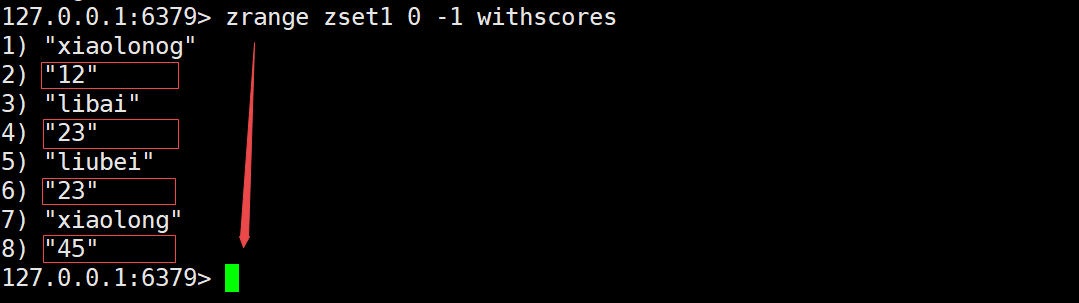 127.0.0.1:6379> zrange zset1 0 -1 withscores
1) "xiaolonog"
2) "12"
3) "libai"
4) "23"
5) "liubei"
6) "23"
7) "xiaolong"
8) "45"
127.0.0.1:6379>